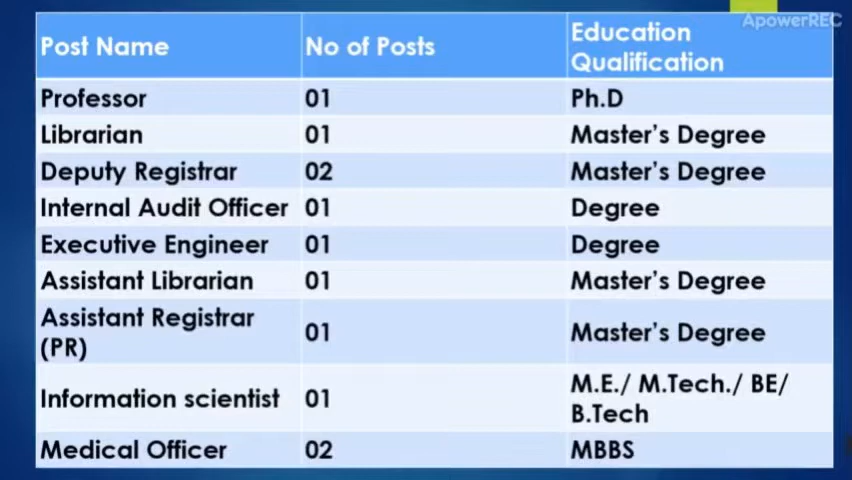 ApowerREC
Post Name No of Posts Education Qualification
Professor 01 Ph.D
Librarian 01 Master's Degree
Deputy Registrar 02 Master's Degree
Internal Audit Officer 01 Degree
Executive Engineer 01 Degree
Assistant Librarian 01 Master's Degree
Assistant Registrar (PR) 01 Master's Degree
Information scientist 01 M.E./ M.Tech./ BE/ B.Tech
Medical Officer 02 MBBS